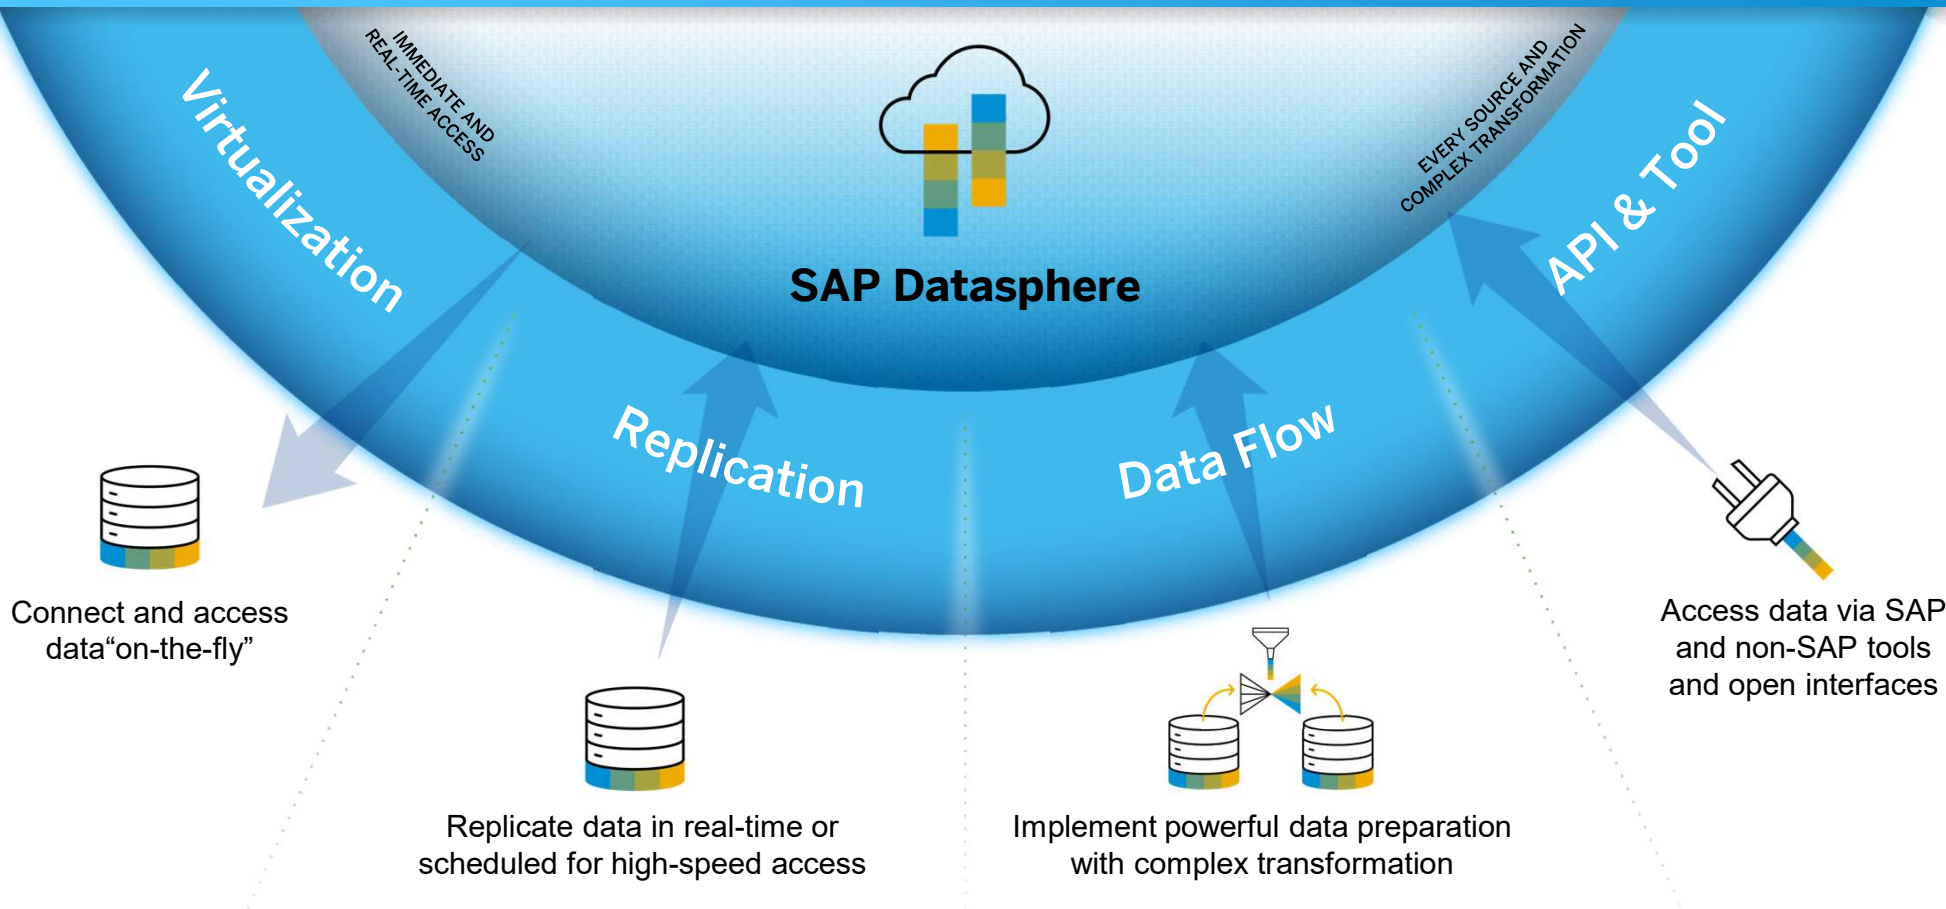 IMMEDIATE AND
REAL-TIME ACCESS
EVERY SOURCE AND
COMPLEX TRANSFORMATION
Virtualization
Replication
Data Flow
API & Tool
SAP Datasphere
Connect and access
data“on-the-fly”
Replicate data in real-time or
scheduled for high-speed access
Implement powerful data preparation
with complex transformation
Access data via SAP
and non-SAP tools
and open interfaces